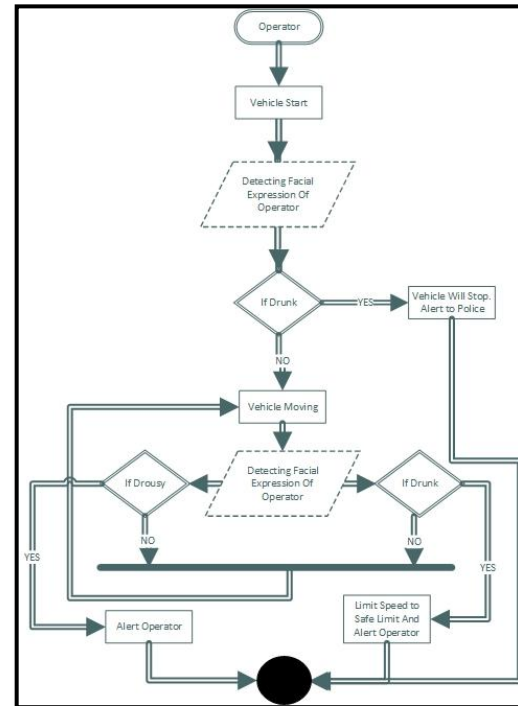 Operator
Vehicle Start
Detecting Facial
Expression Of
Operator
If Drunk
YES
Vehicle Will Stop.
Alert to Police
NO
Vehicle Moving
If Drousy
Detecting Facial
Expression Of
Operator
If Drunk
NO
NO
YES
YES
Alert Operator
Limit Speed to
Safe Limit And
Alert Operator